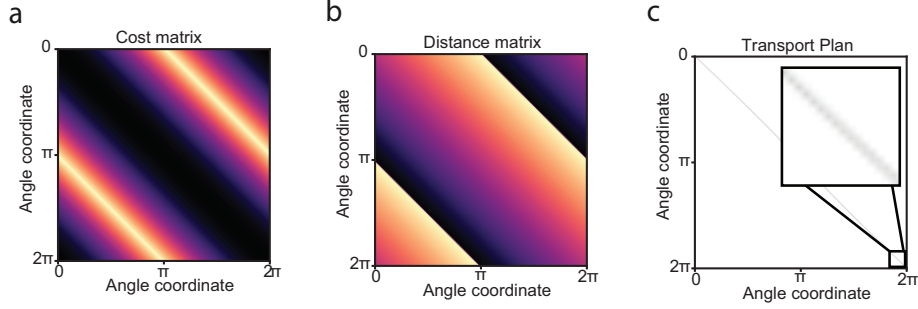 a
Cost matrix
0
π
2π
Angle coordinate
0
π
2π
Angle coordinate
b
Distance matrix
0
π
2π
Angle coordinate
0
π
2π
Angle coordinate
c
Transport Plan
0
π
2π
Angle coordinate
0
π
2π
Angle coordinate